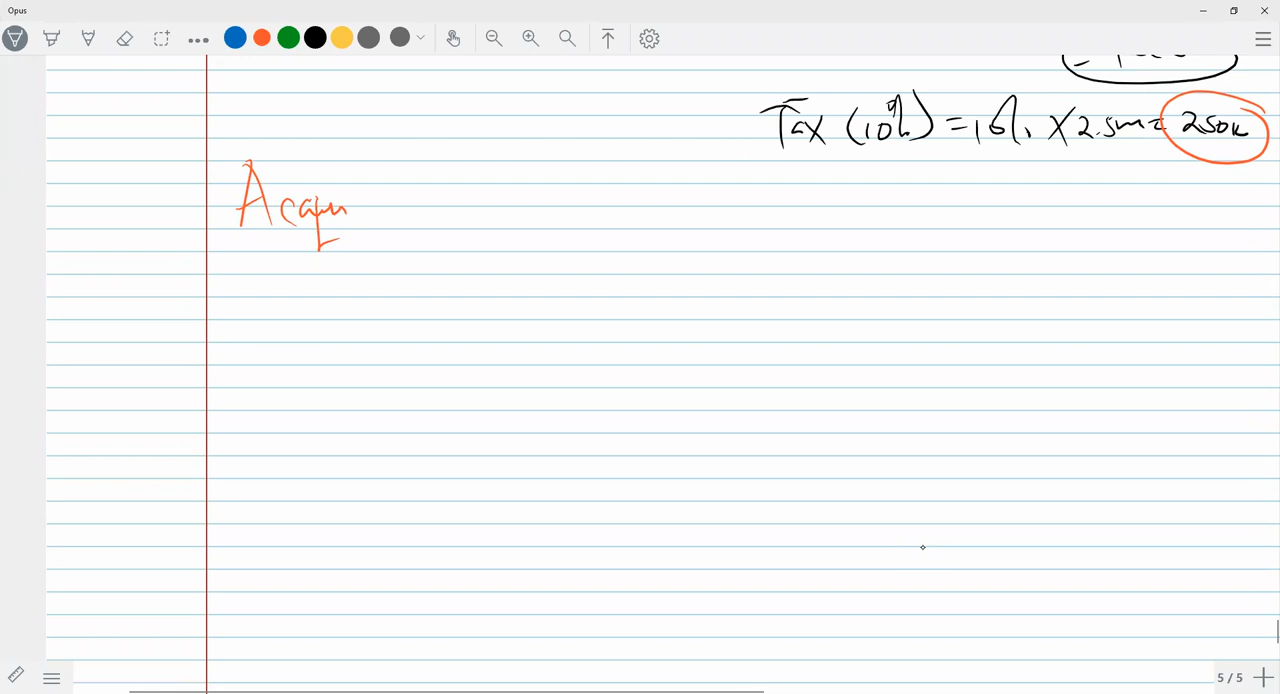 Opus
Tax (10%) = 10% X 2.5m = 250k
Acqu
5 / 5